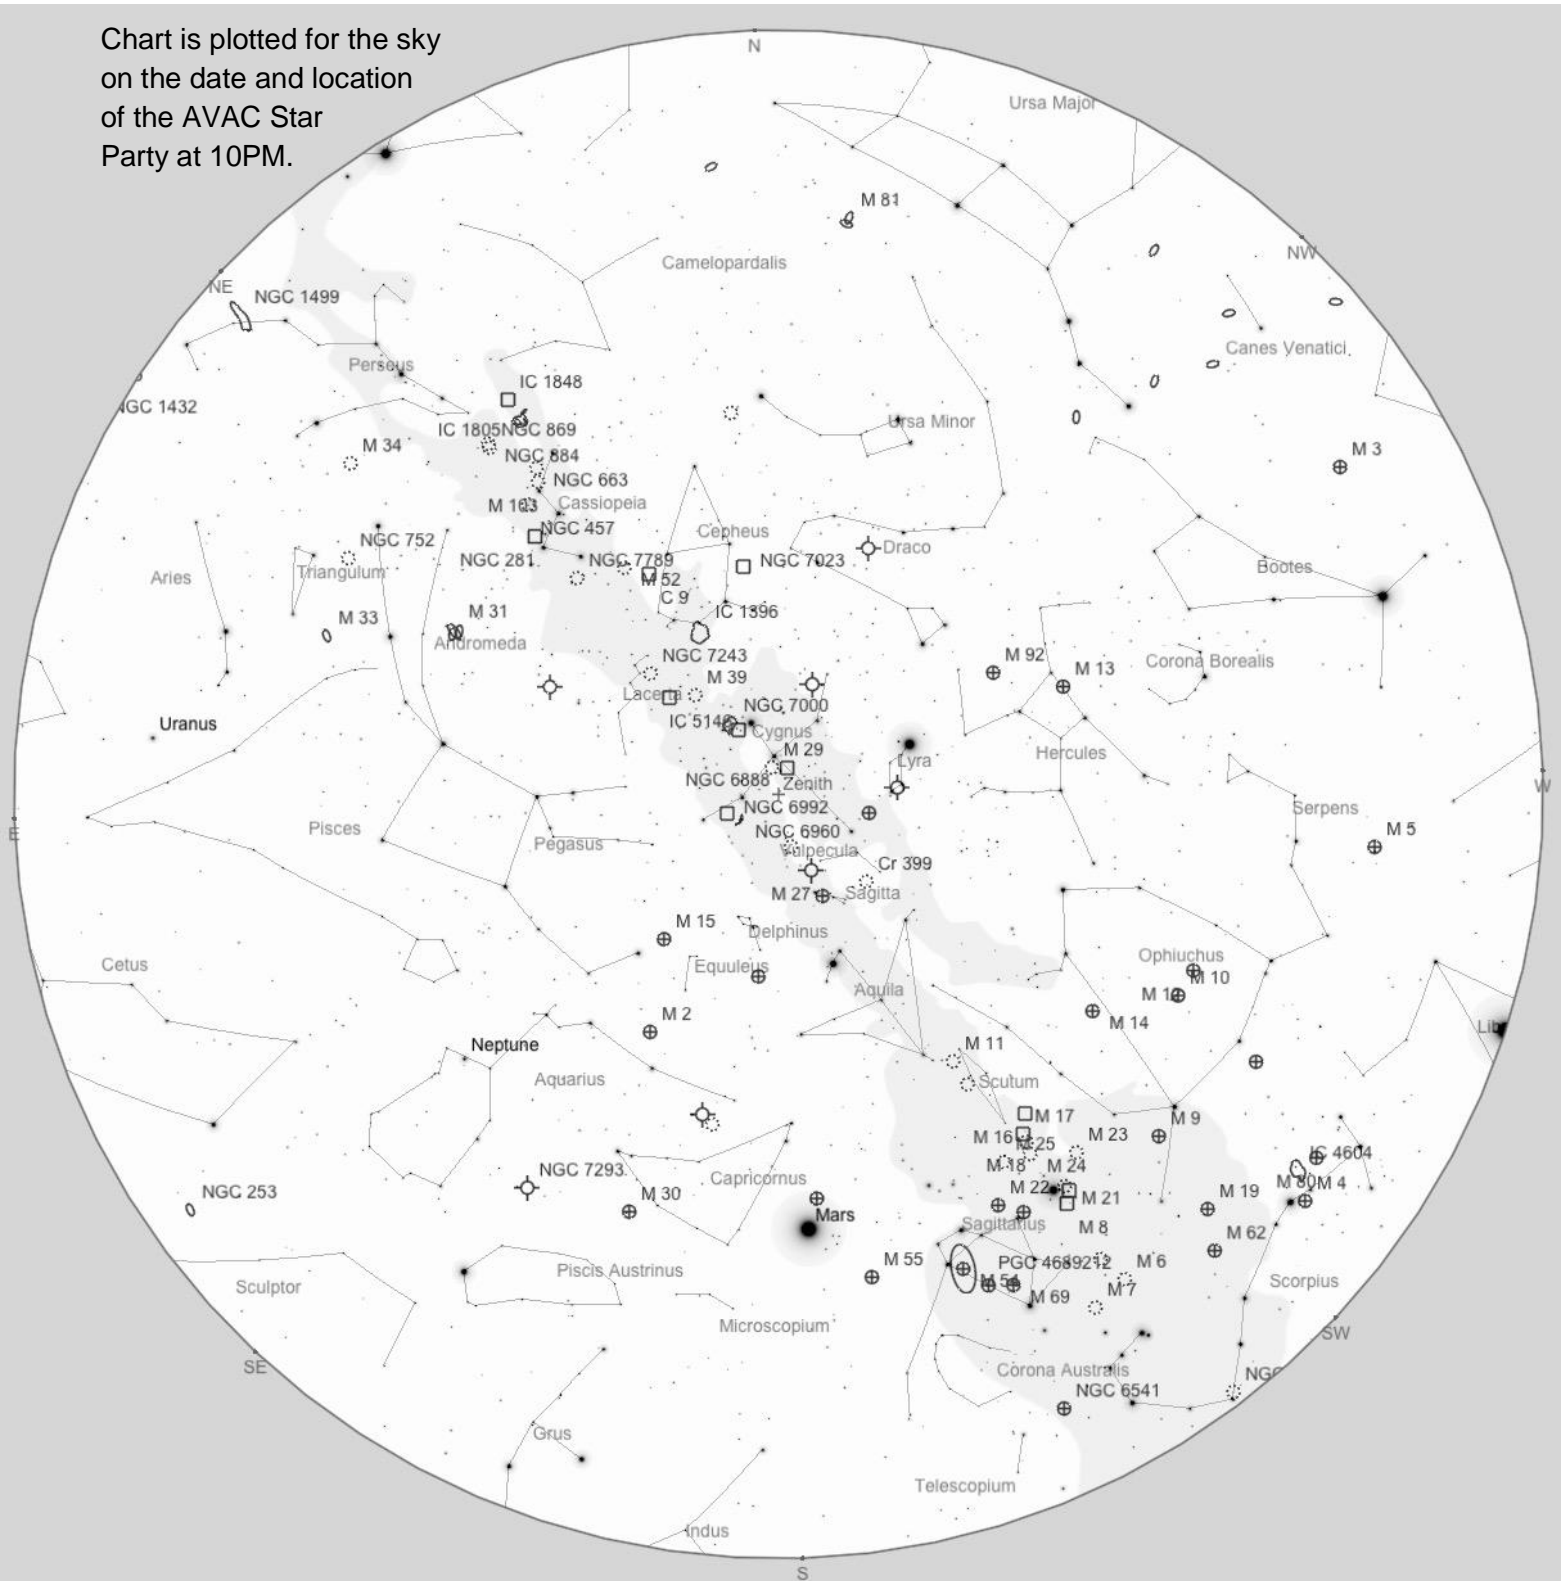 Chart is plotted for the sky
on the date and location
of the AVAC Star
Party at 10PM.
N
Ursa Major
M 81
NW
Camelopardalis
NE
NGC 1499
Canes Venatici
Perseus
IC 1848
NGC 1432
Ursa Minor
IC 1805
NGC 869
M 34
M 3
NGC 884
NGC 663
M 103
Cassiopeia
NGC 457
Cepheus
NGC 752
Draco
NGC 281
NGC 7789
NGC 7023
Bootes
Aries
Triangulum
M 52
C 9
IC 1396
M 33
M 31
Andromeda
NGC 7243
M 92
M 13
Corona Borealis
Lacerta
M 39
NGC 7000
Uranus
IC 5146
Cygnus
M 29
Hercules
Lyra
NGC 6888
Zenith
W
NGC 6992
Serpens
E
Pisces
NGC 6960
M 5
Pegasus
Vulpecula
Cr 399
M 27
Sagitta
M 15
Delphinus
Ophiuchus
Cetus
Equuleus
M 10
Aquila
M 12
M 2
M 14
Lib
Neptune
M 11
Aquarius
Scutum
M 17
M 9
M 16
M 25
M 23
IC 4604
M 18
M 24
NGC 7293
Capricornus
M 80
M 4
NGC 253
M 30
M 22
M 21
M 19
Mars
Sagittarius
M 8
M 62
M 55
PGC 4689212
M 6
Piscis Austrinus
Sculptor
M 54
M 7
Scorpius
M 69
Microscopium
SW
SE
Corona Australis
NGC
NGC 6541
Grus
Telescopium
Indus
S